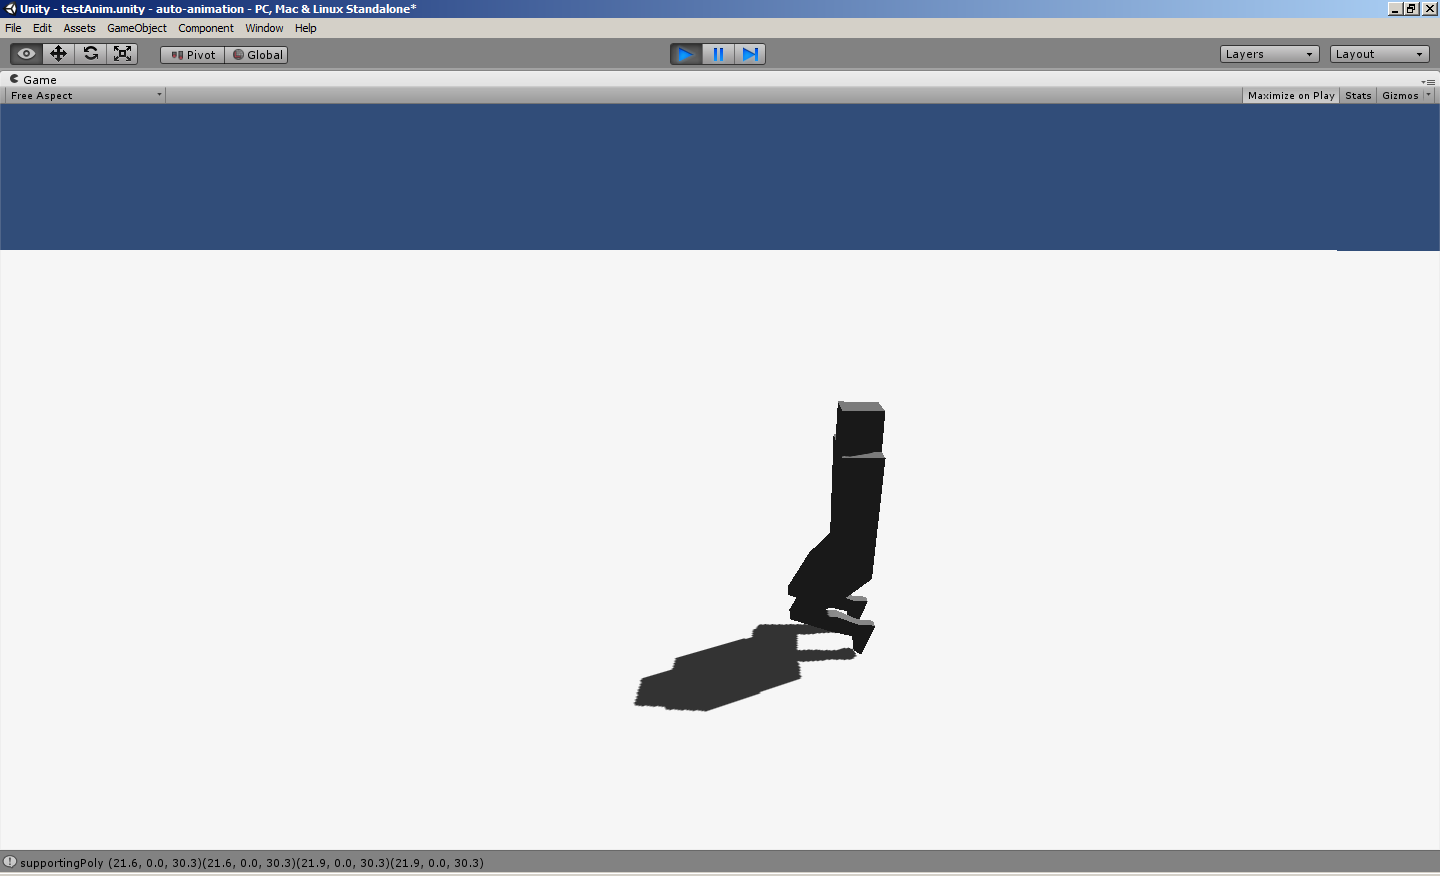 Unity - testAnim.unity - auto-animation - PC, Mac & Linux Standalone*
File Edit Assets GameObject Component Window Help
Pivot Global Layers Layout
Game
Free Aspect Maximize on Play Stats Gizmos
supportingPoly (21.6, 0.0, 30.3)(21.6, 0.0, 30.3)(21.9, 0.0, 30.3)(21.9, 0.0, 30.3)